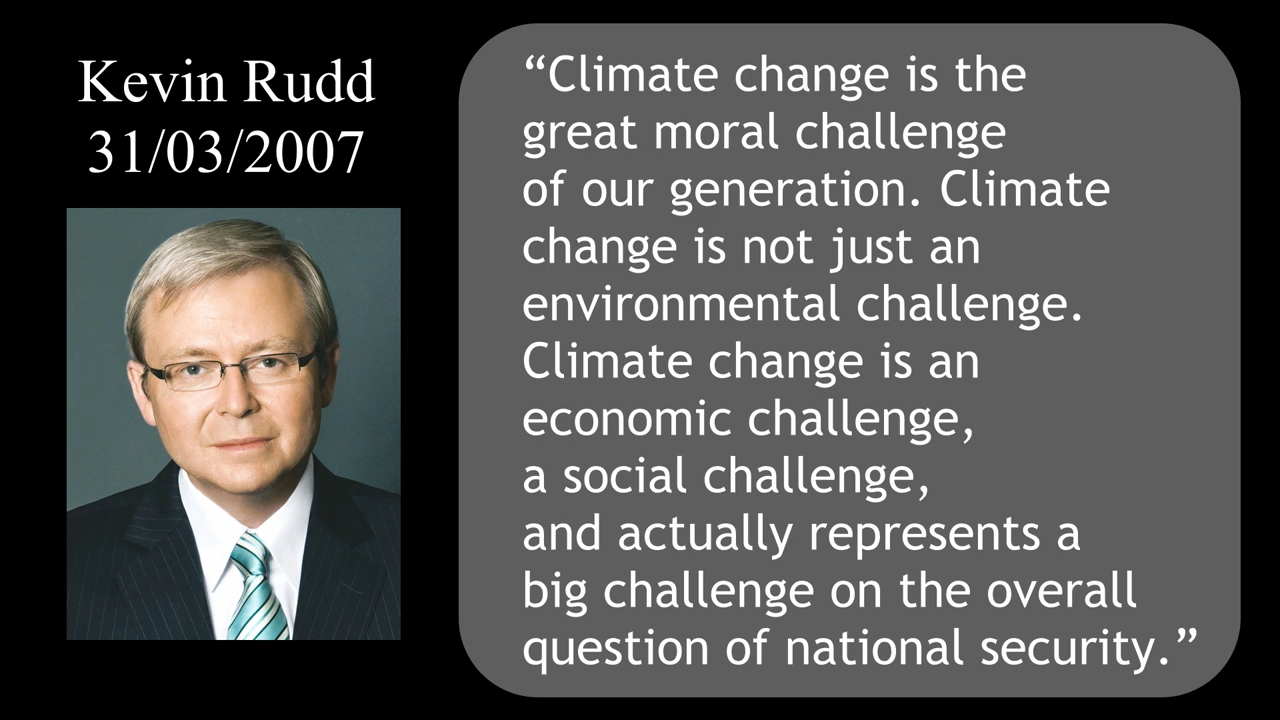 Kevin Rudd
31/03/2007
“Climate change is the
great moral challenge
of our generation. Climate
change is not just an
environmental challenge.
Climate change is an
economic challenge,
a social challenge,
and actually represents a
big challenge on the overall
question of national security.”